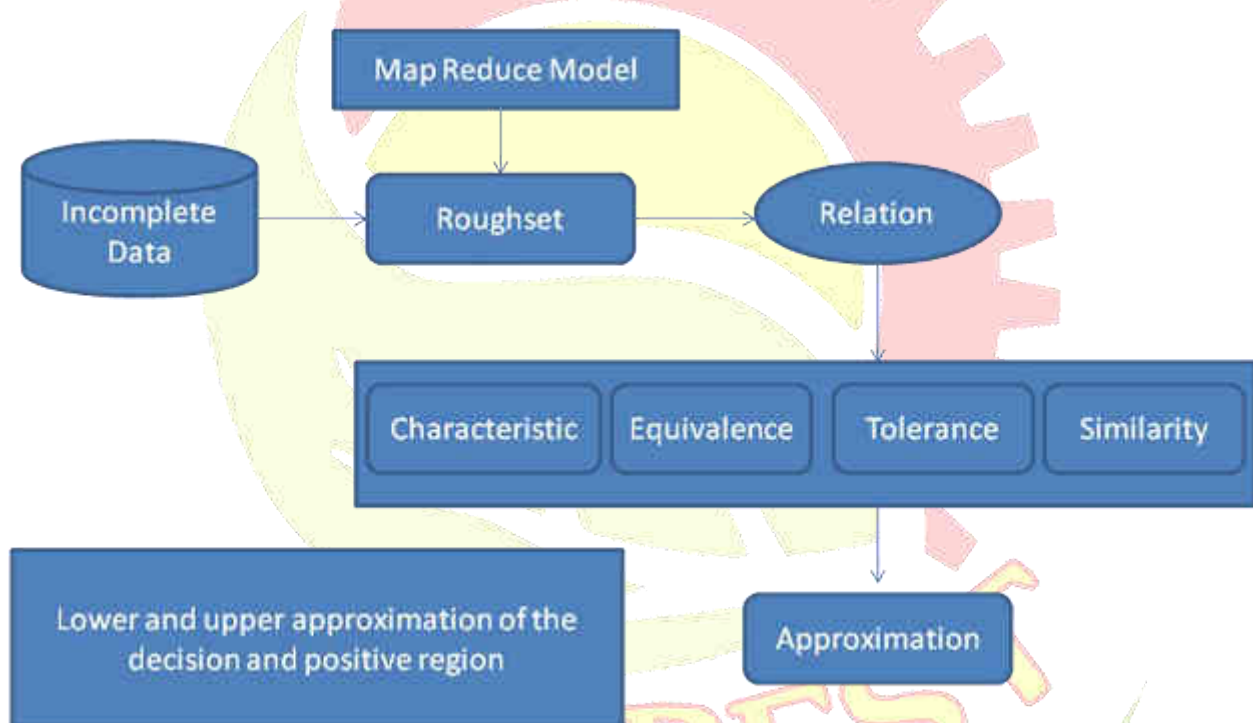 Map Reduce Model
Incomplete
Data
Roughset
Relation
Characteristic
Equivalence
Tolerance
Similarity
Lower and upper approximation of the
decision and positive region
Approximation